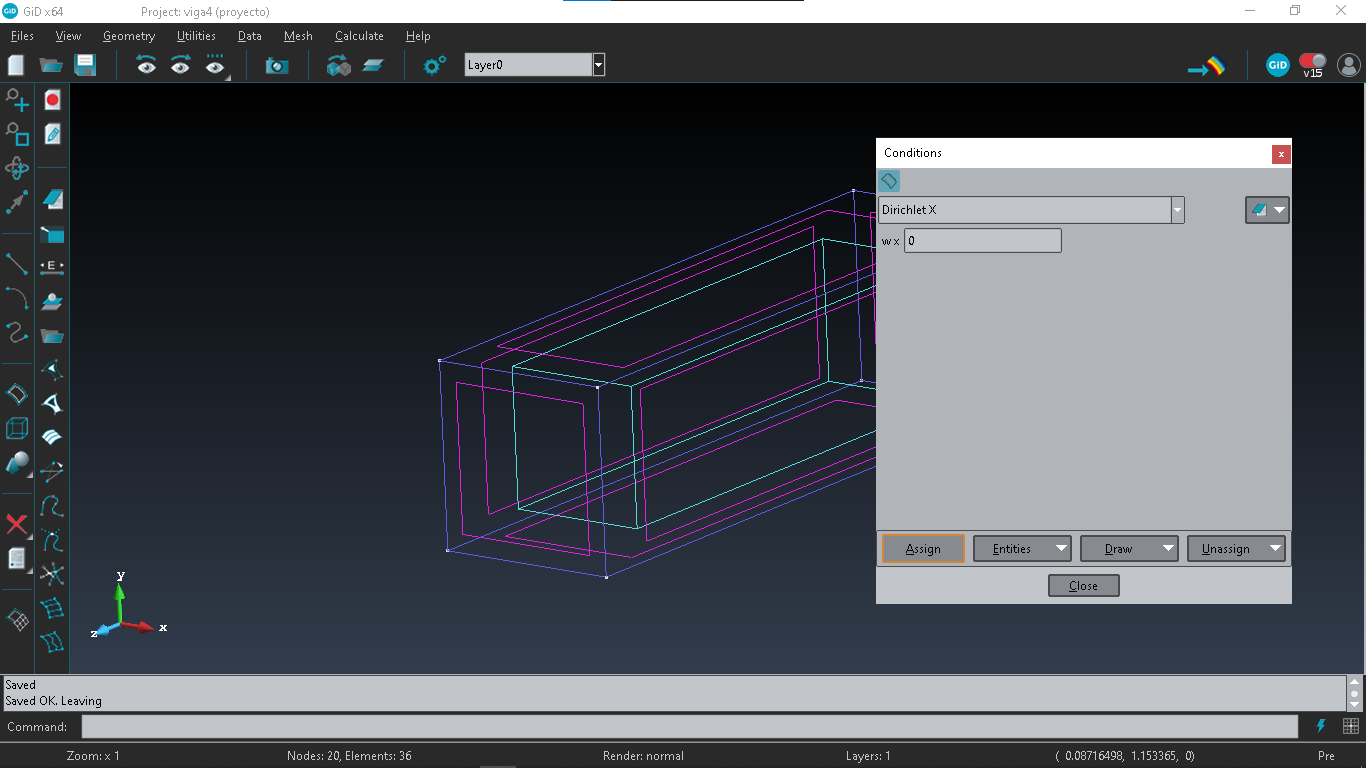 GiD x64 Project: viga4 (proyecto)
Files View Geometry Utilities Data Mesh Calculate Help
Layer0
GiD
v15
E
Conditions
x
Dirichlet X
w x 0
Assign Entities Draw Unassign
Close
y
z
x
Saved
Saved OK. Leaving
Command:
Zoom: x 1 Nodes: 20, Elements: 36 Render: normal Layers: 1 ( 0.08716498, 1.153365, 0) Pre